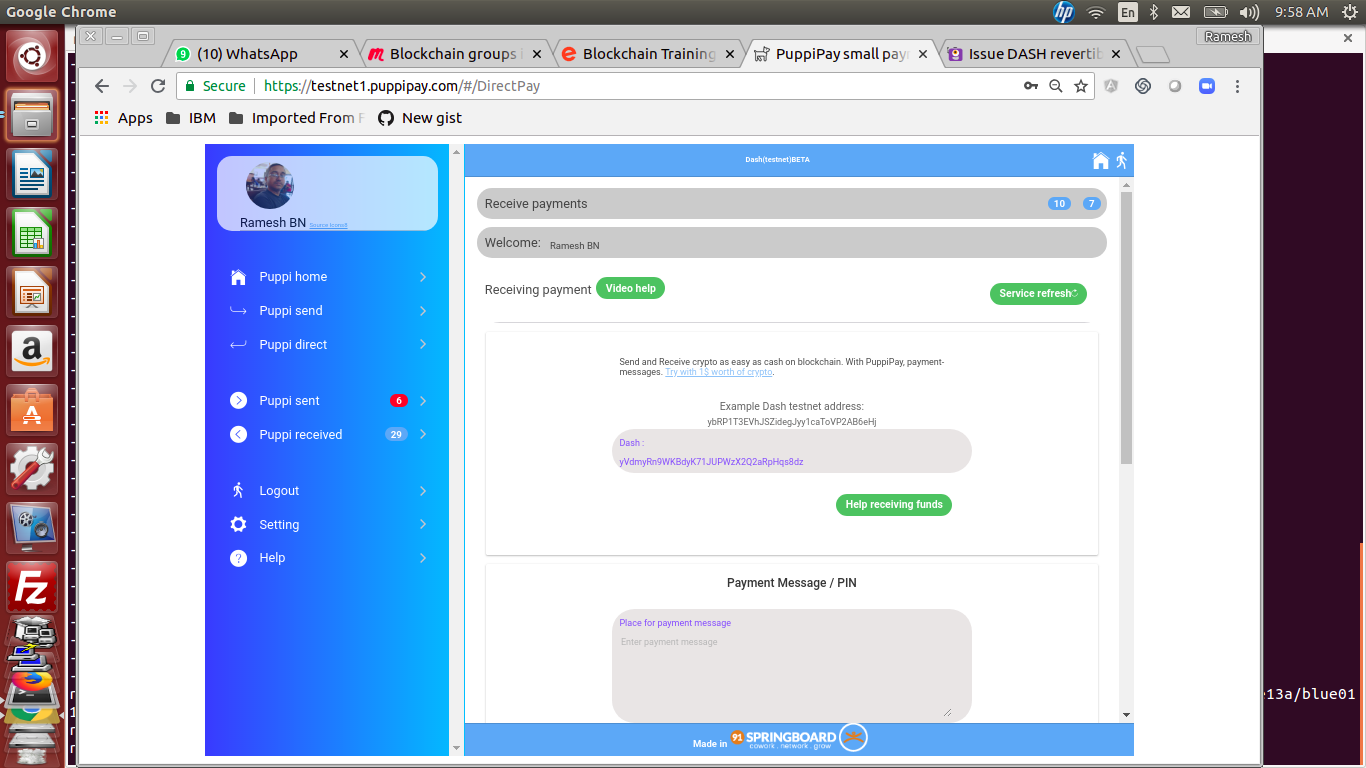 Google Chrome
En
9:58 AM
Ramesh
(10) WhatsApp
Blockchain groups i
Blockchain Training
PuppiPay small payr
Issue DASH revertib
Secure
https://testnet1.puppipay.com/#/DirectPay
Apps
IBM
Imported From F
New gist
Ramesh BN
Puppi home
Puppi send
Puppi direct
Puppi sent 6
Puppi received 29
Logout
Setting
Help
Dash(testnet)BETA
Receive payments 10 7
Welcome: Ramesh BN
Receiving payment Video help
Service refresh
Send and Receive crypto as easy as cash on blockchain. With PuppiPay, payment-
messages. Try with 1$ worth of crypto.
Example Dash testnet address:
ybRP1T3EVhJSZidegJyy1caToVP2AB6eHj
Dash :
yVdmyRn9WKBdyK71JUPWzX2Q2aRpHqs8dz
Help receiving funds
Payment Message / PIN
Place for payment message
Enter payment message
Made in 91 SPRINGBOARD
cowork . network . grow
13a/blue01